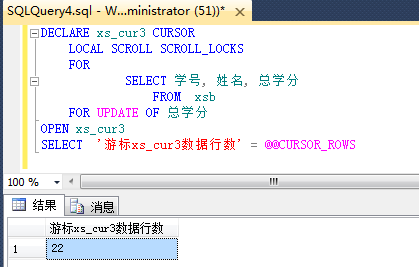 SQLQuery4.sql - W...ministrator (51))*
DECLARE xs_cur3 CURSOR
LOCAL SCROLL SCROLL_LOCKS
FOR
SELECT 学号, 姓名, 总学分
FROM xsb
FOR UPDATE OF 总学分
OPEN xs_cur3
SELECT '游标xs_cur3数据行数' = @@CURSOR_ROWS
100 %
结果 消息
游标xs_cur3数据行数
1 22